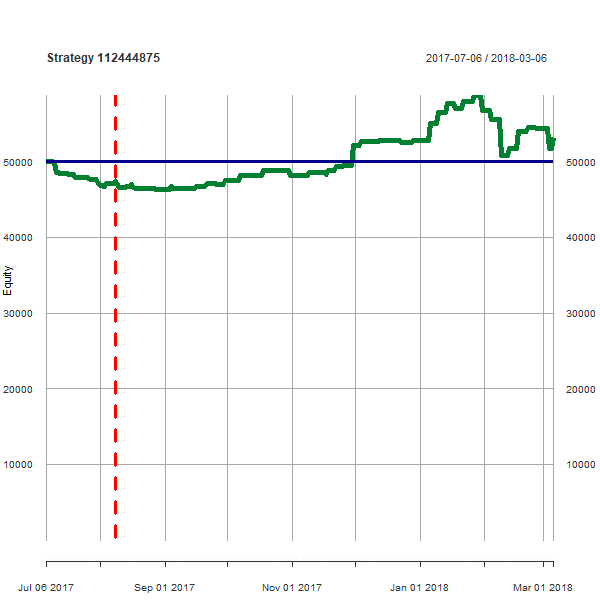 Strategy 112444875
2017-07-06 / 2018-03-06
50000 50000
40000 40000
Equity
30000 30000
20000 20000
10000 10000
Jul 06 2017 Sep 01 2017 Nov 01 2017 Jan 01 2018 Mar 01 2018